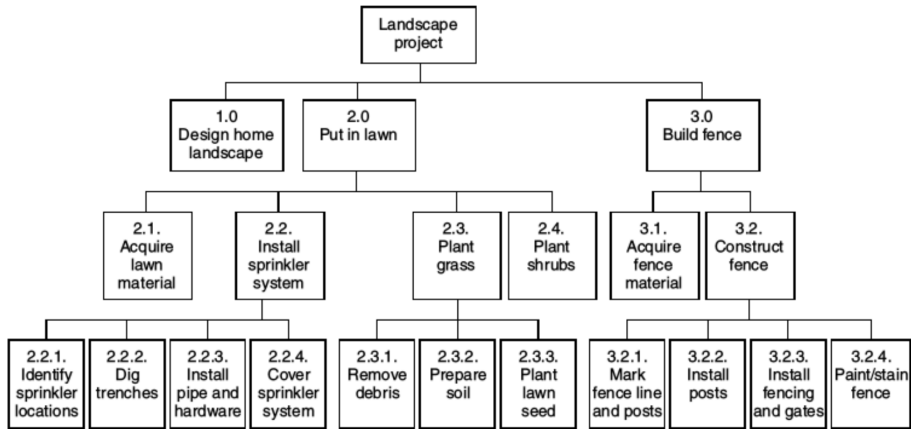 Landscape
project
1.0
Design home
landscape
2.0
Put in lawn
3.0
Build fence
2.1.
Acquire
lawn
material
2.2.
Install
sprinkler
system
2.3.
Plant
grass
2.4.
Plant
shrubs
3.1.
Acquire
fence
material
3.2.
Construct
fence
2.2.1.
Identify
sprinkler
locations
2.2.2.
Dig
trenches
2.2.3.
Install
pipe and
hardware
2.2.4.
Cover
sprinkler
system
2.3.1.
Remove
debris
2.3.2.
Prepare
soil
2.3.3.
Plant
lawn
seed
3.2.1.
Mark
fence line
and posts
3.2.2.
Install
posts
3.2.3.
Install
fencing
and gates
3.2.4.
Paint/stain
fence